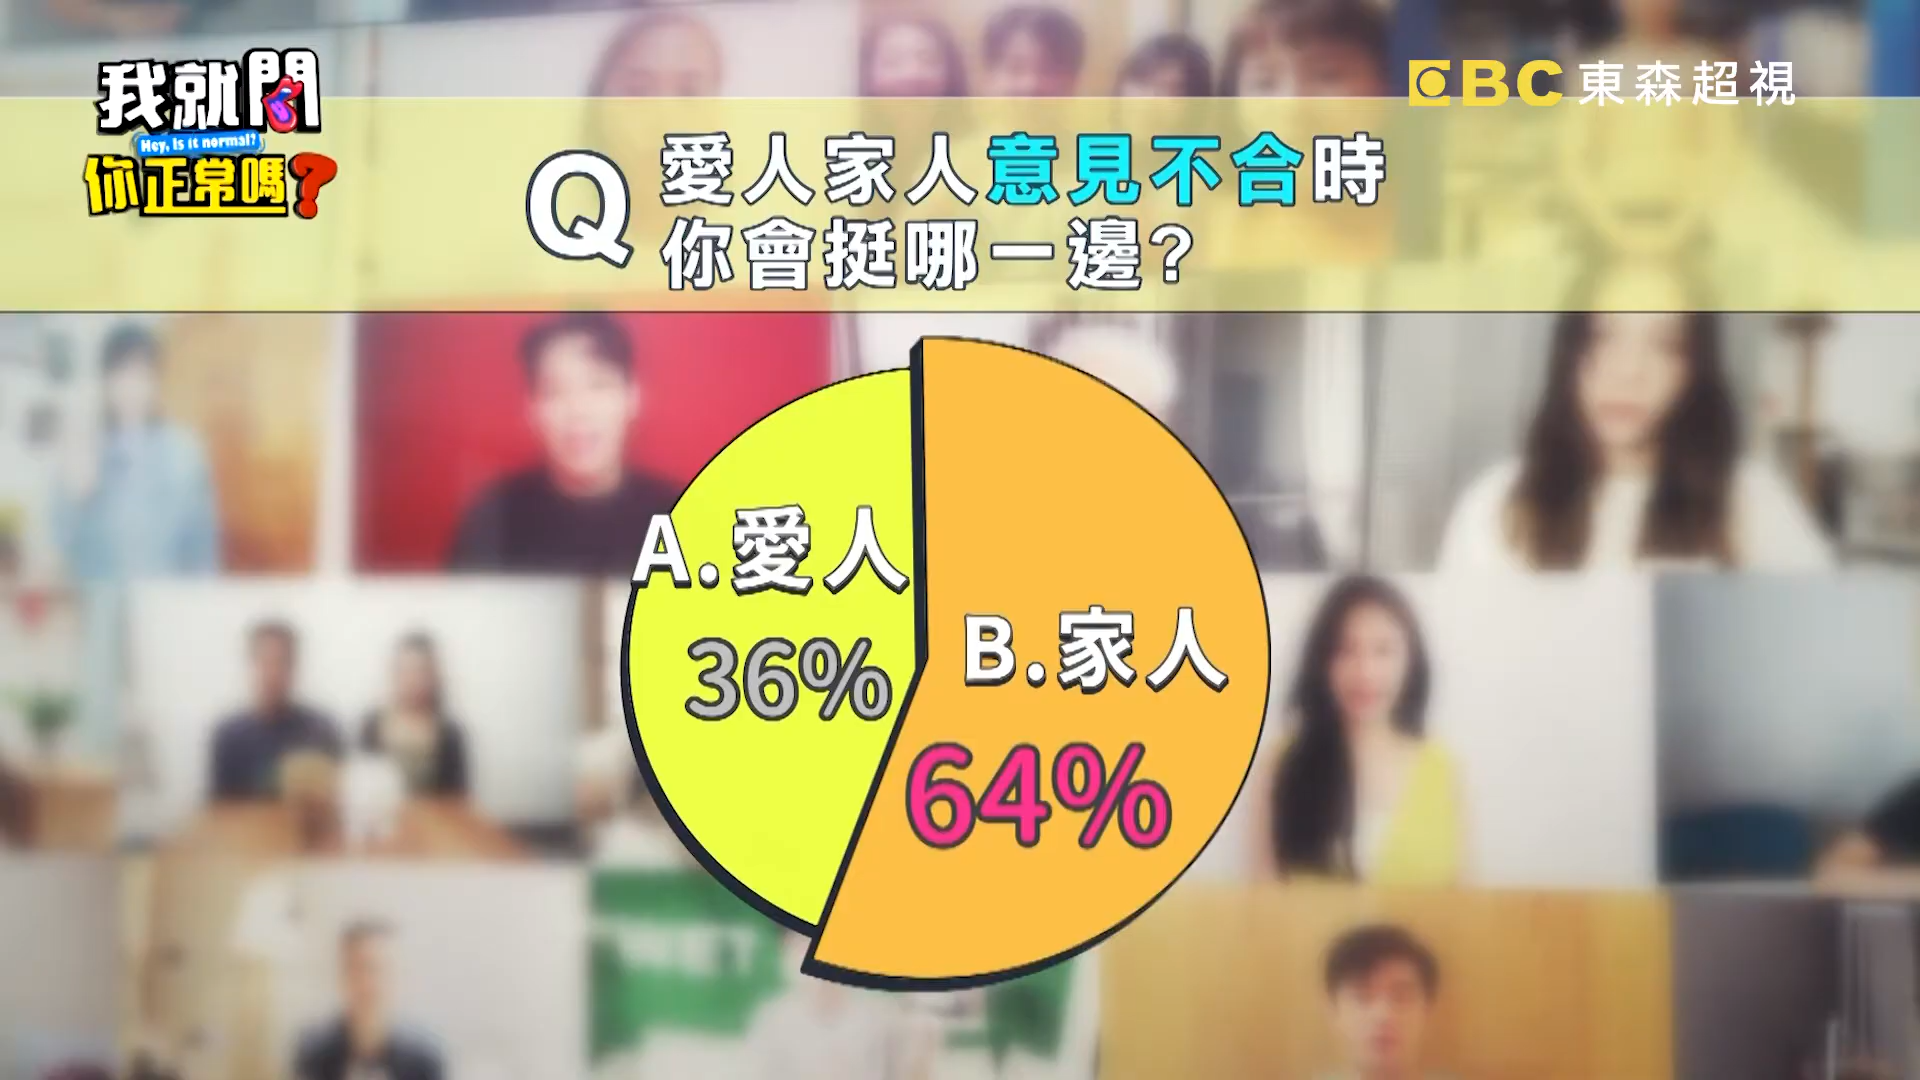 我就問
Hey, is it normal?
你正常嗎?
EBC 東森超視
Q 愛人家人意見不合時
你會挺哪一邊?
A.愛人
36%
B.家人
64%